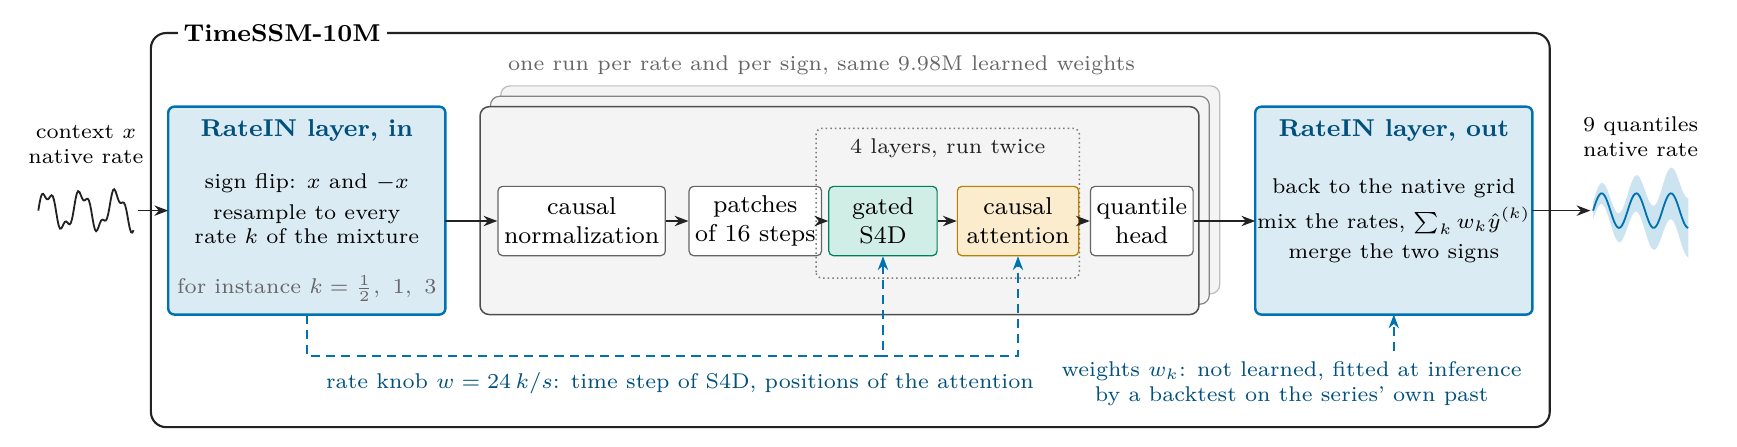 TimeSSM-10M
one run per rate and per sign, same 9.98M learned weights
context x
native rate
RateIN layer, in
sign flip: x and −x
resample to every
rate k of the mixture
for instance k = 1/2, 1, 3
4 layers, run twice
causal
normalization
patches
of 16 steps
gated
S4D
causal
attention
quantile
head
RateIN layer, out
back to the native grid
mix the rates, ∑ₖ wₖŷ⁽ᵏ⁾
merge the two signs
9 quantiles
native rate
rate knob w = 24 k/s: time step of S4D, positions of the attention
weights wₖ: not learned, fitted at inference
by a backtest on the series' own past